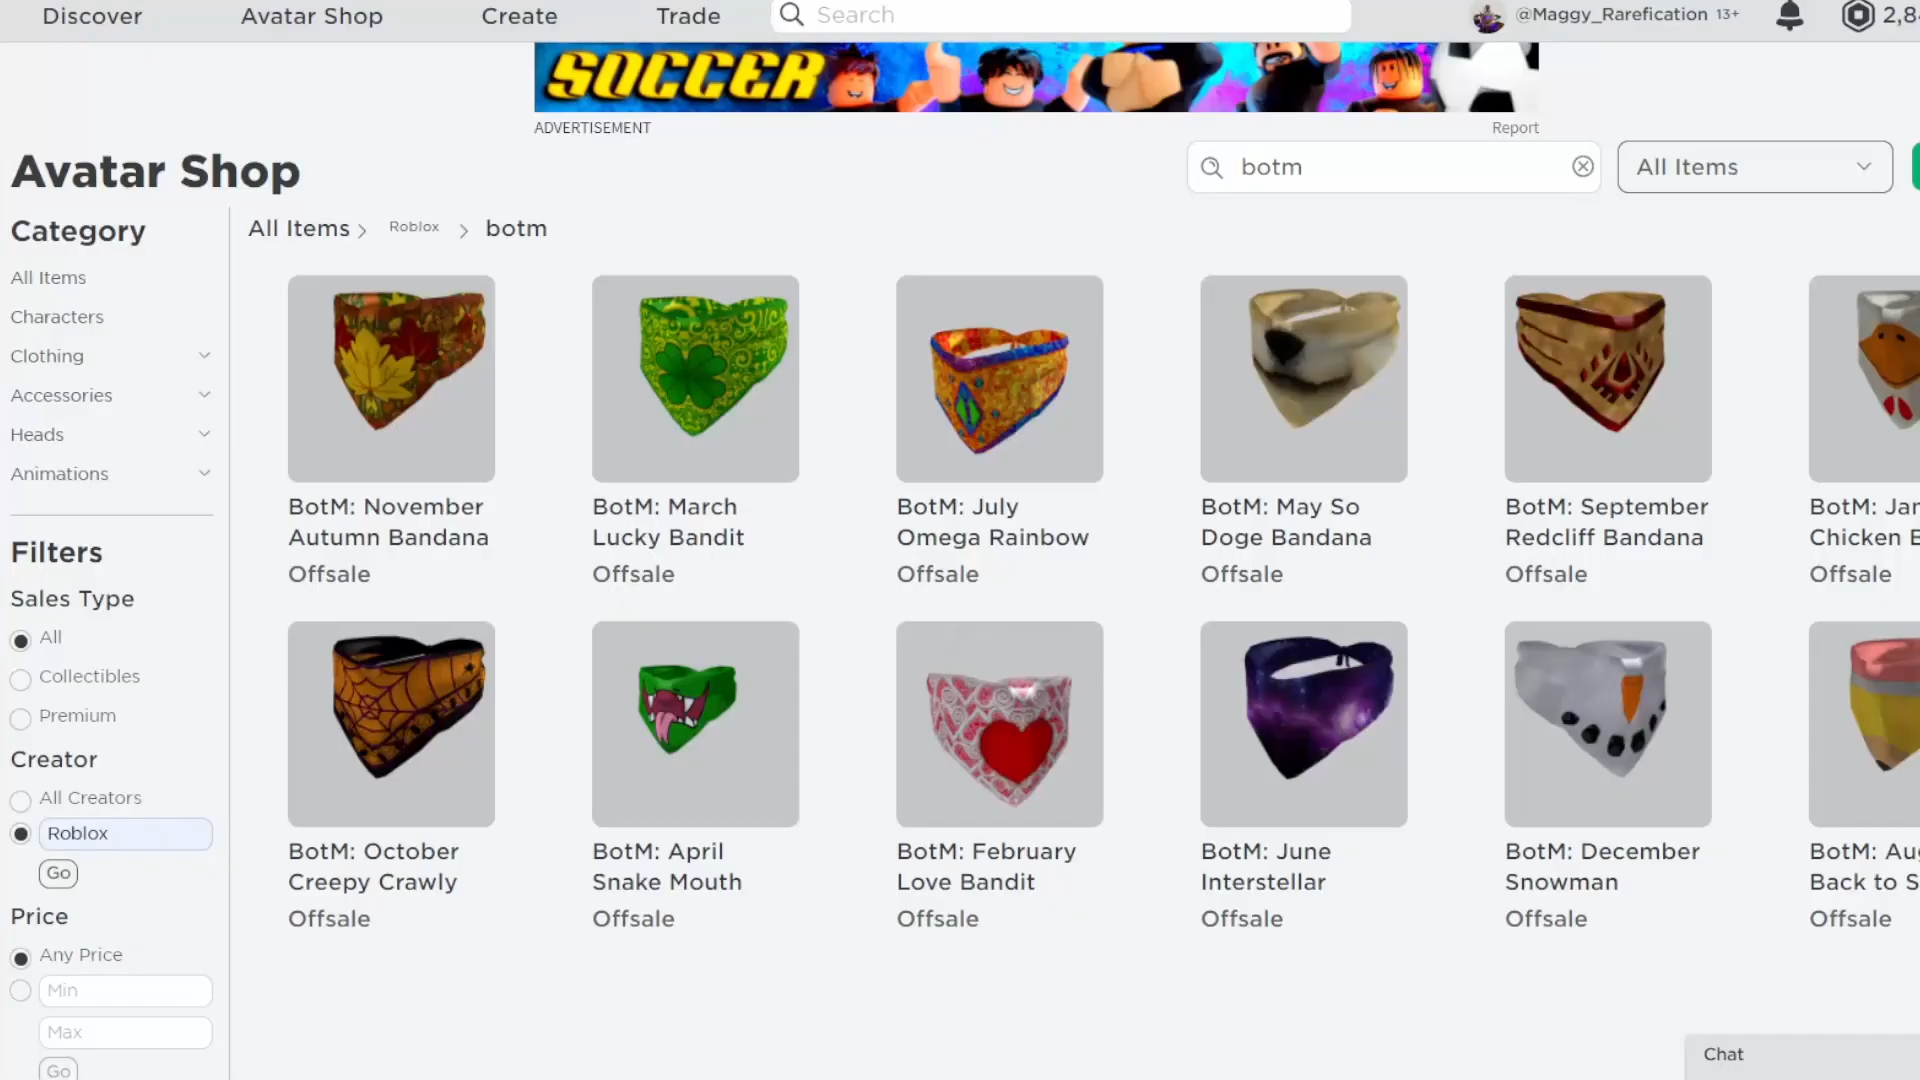 Discover Avatar Shop Create Trade Search @Maggy_Rarefication 13+
SOCCER
ADVERTISEMENT Report
Avatar Shop botm All Items
Category All Items Roblox botm
All Items
Characters
Clothing
Accessories
Heads
Animations
BotM: November
Autumn Bandana
Offsale
BotM: March
Lucky Bandit
Offsale
BotM: July
Omega Rainbow
Offsale
BotM: May So
Doge Bandana
Offsale
BotM: September
Redcliff Bandana
Offsale
BotM:
Chicken
Offsale
Filters
Sales Type
All
Collectibles
Premium
Creator
All Creators
Roblox
Go
Price
Any Price
Min
Max
Go
BotM: October
Creepy Crawly
Offsale
BotM: April
Snake Mouth
Offsale
BotM: February
Love Bandit
Offsale
BotM: June
Interstellar
Offsale
BotM: December
Snowman
Offsale
BotM:
Back to
Offsale
Chat